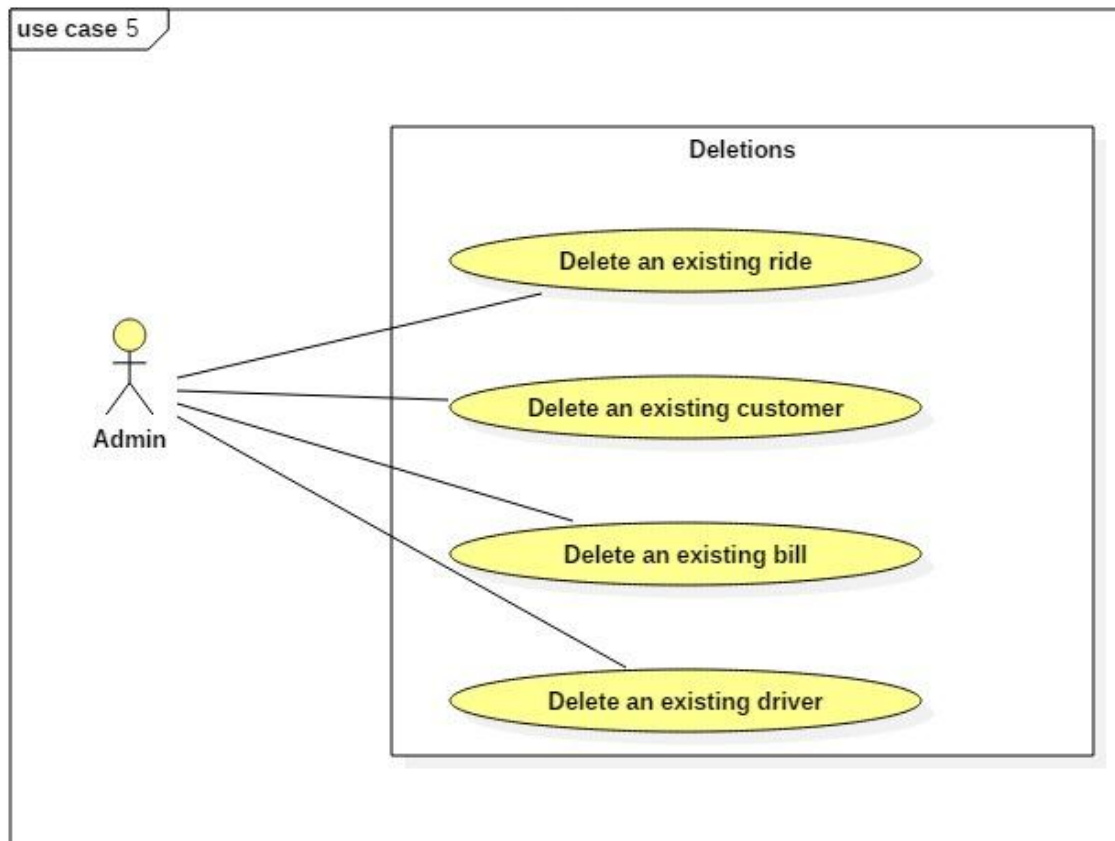 use case 5
Deletions
Delete an existing ride
Delete an existing customer
Admin
Delete an existing bill
Delete an existing driver